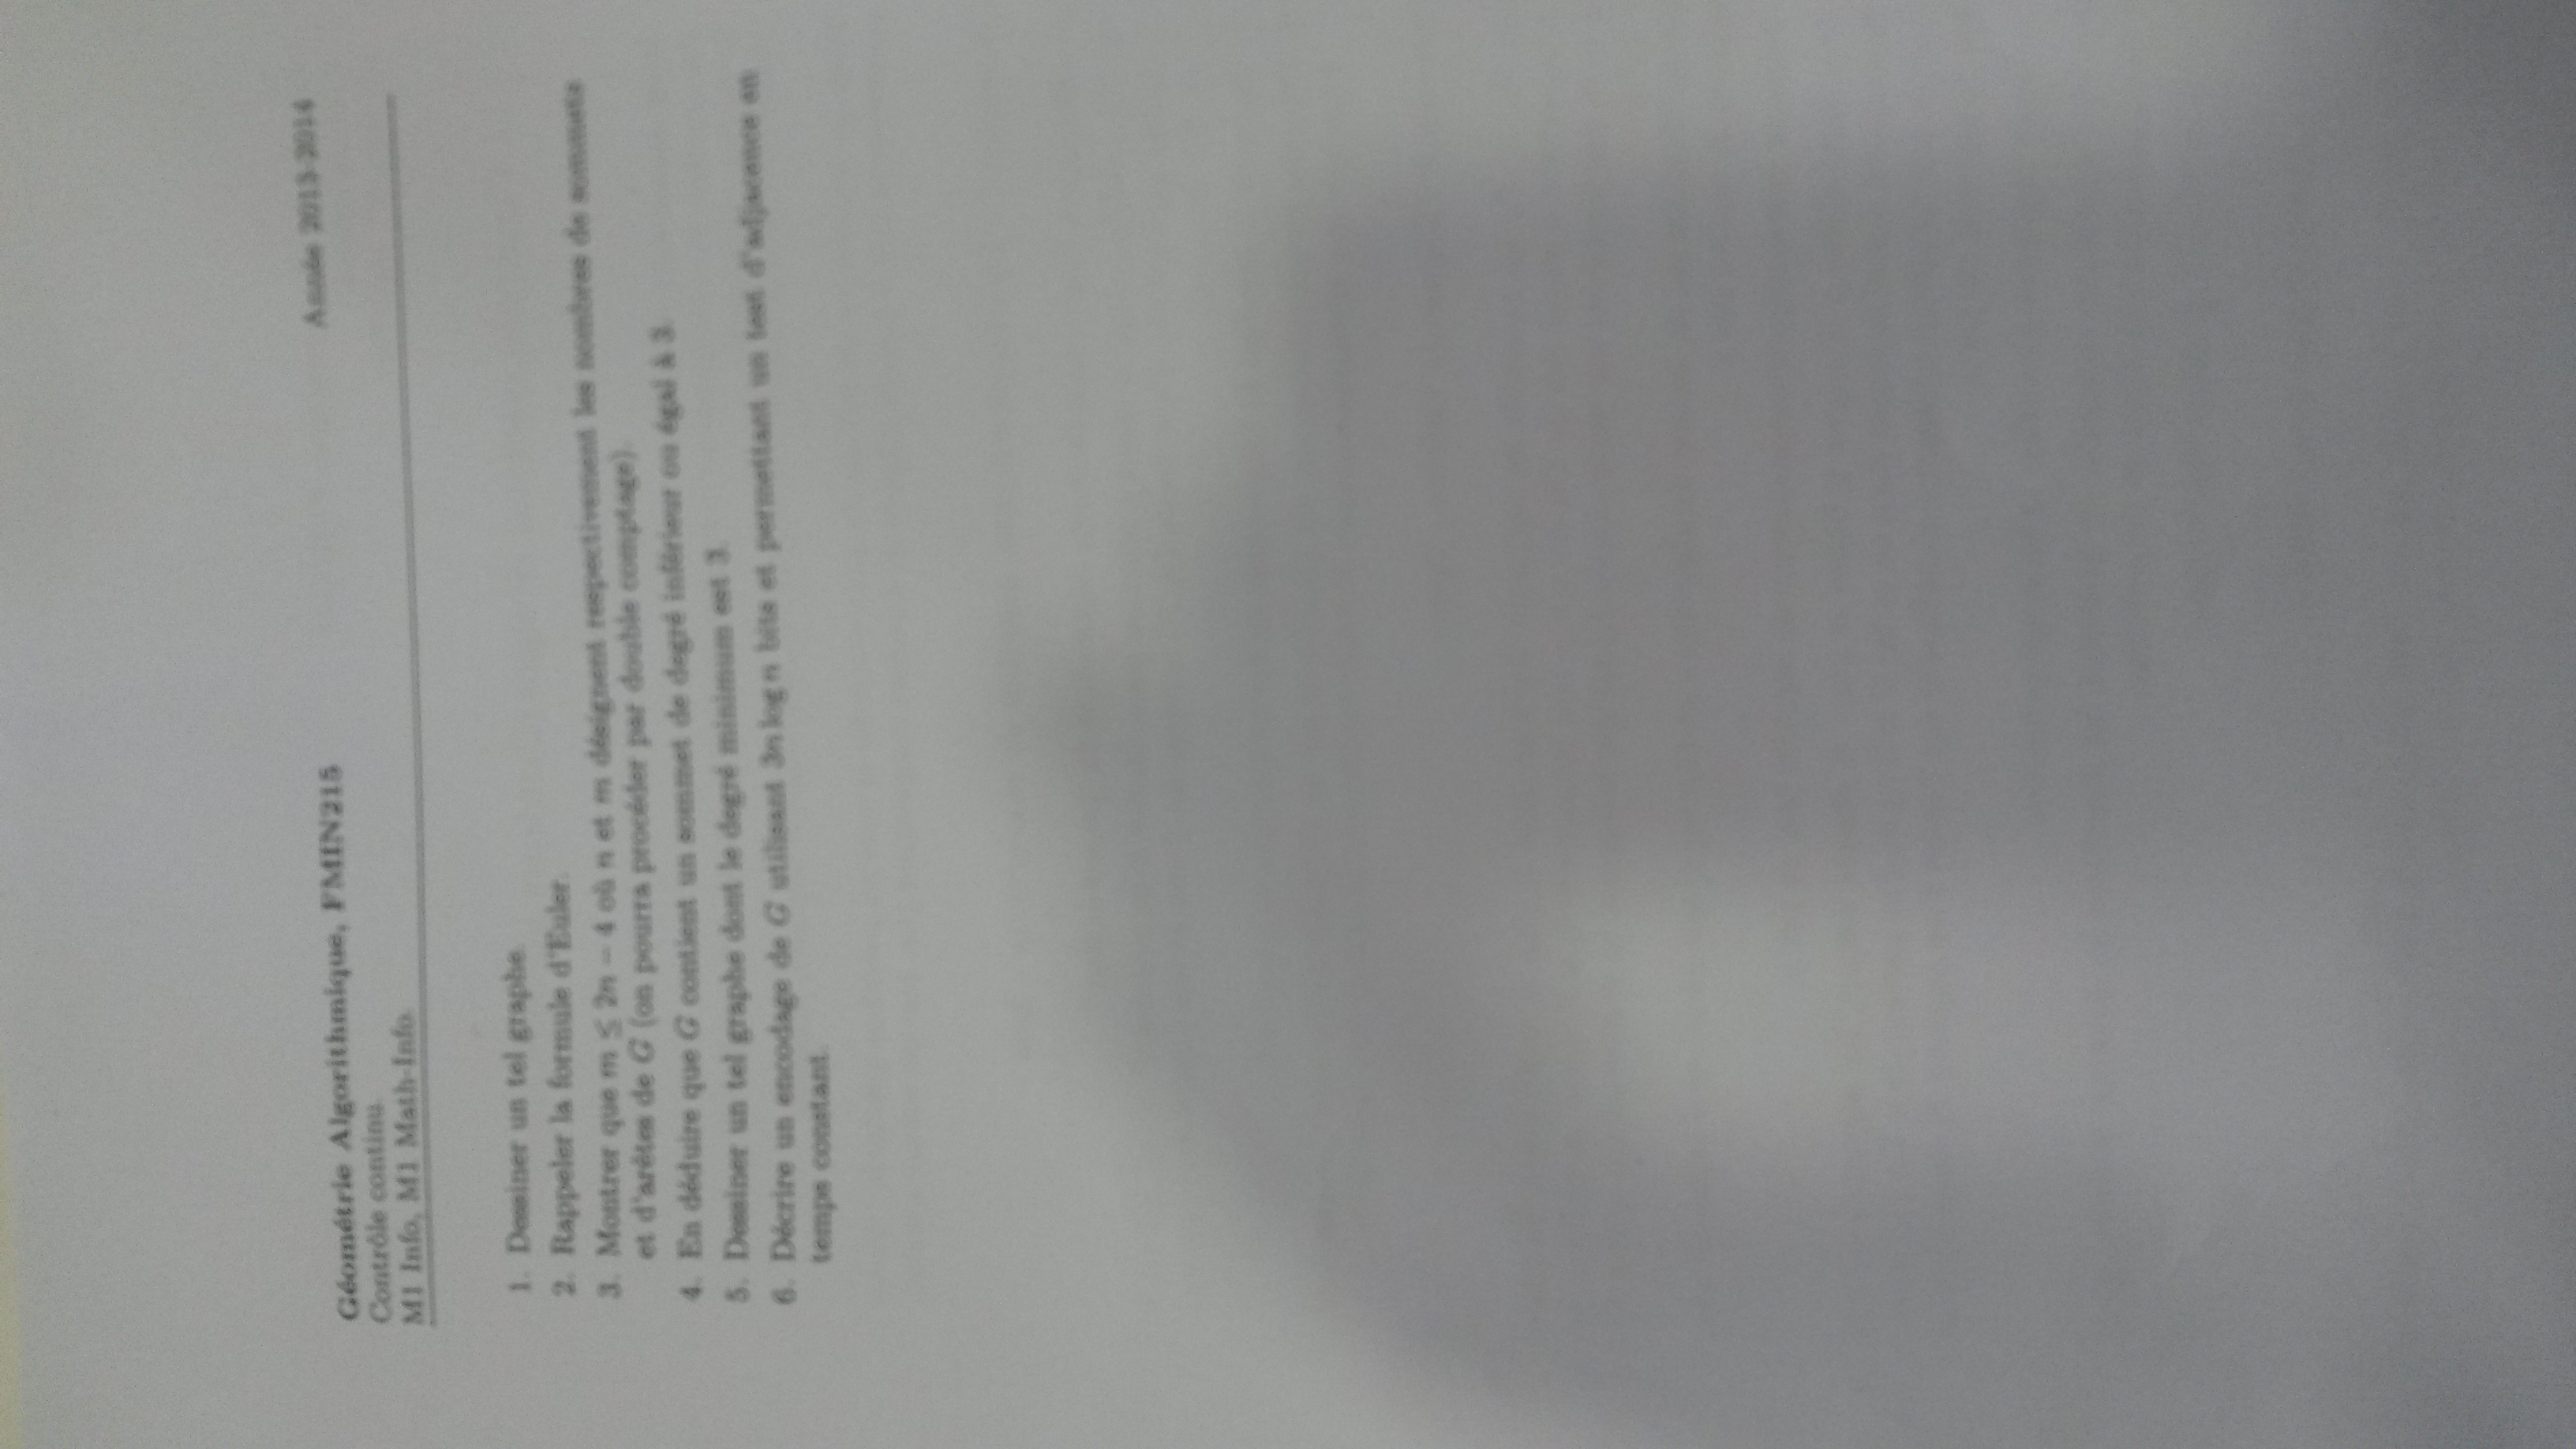 Géométrie Algorithmique, FMIN215 Année 2013-2014
Contrôle continu
M1 Info, M1 Math-Info.
1. Dessiner un tel graphe.
2. Rappeler la formule d'Euler.
3. Montrer que m ≤ 2n − 4 où n et m désignent respectivement les nombres de sommets
et d'arêtes de G (on pourra procéder par double comptage).
4. En déduire que G contient un sommet de degré inférieur ou égal à 3.
5. Dessiner un tel graphe dont le degré minimum est 3.
6. Décrire un encodage de G utilisant 3n log n bits et permettant un test d'adjacence en
temps constant.